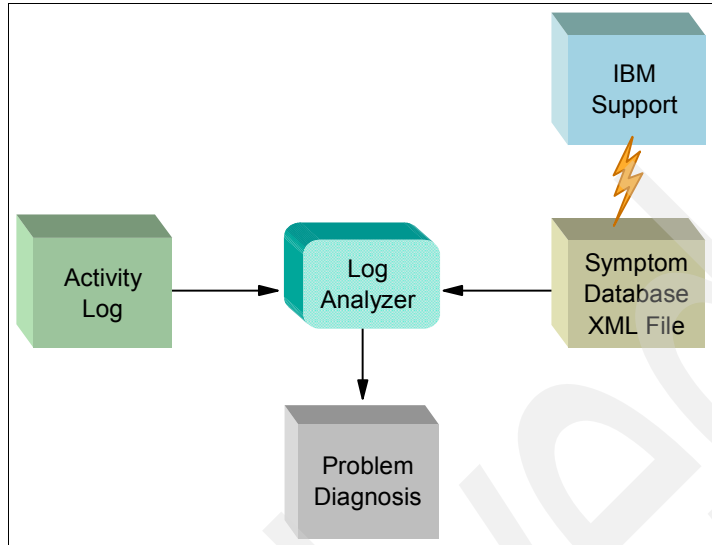 IBM
Support
Activity
Log
Log
Analyzer
Symptom
Database
XML File
Problem
Diagnosis